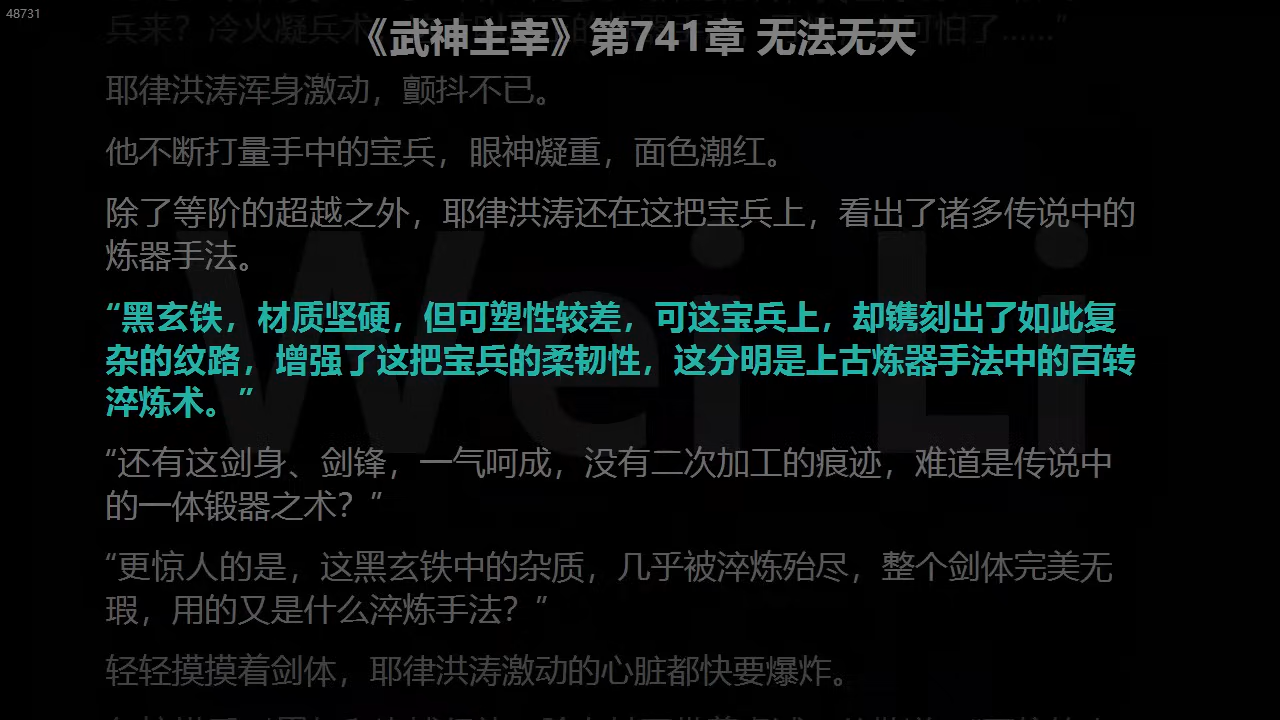 48731
兵来？冷火凝兵术
可怕了……”
《武神主宰》第741章 无法无天
耶律洪涛浑身激动，颤抖不已。
他不断打量手中的宝兵，眼神凝重，面色潮红。
除了等阶的超越之外，耶律洪涛还在这把宝兵上，看出了诸多传说中的
炼器手法。
“黑玄铁，材质坚硬，但可塑性较差，可这宝兵上，却镌刻出了如此复
杂的纹路，增强了这把宝兵的柔韧性，这分明是上古炼器手法中的百转
淬炼术。”
“还有这剑身、剑锋，一气呵成，没有二次加工的痕迹，难道是传说中
的一体锻器之术？”
“更惊人的是，这黑玄铁中的杂质，几乎被淬炼殆尽，整个剑体完美无
瑕，用的又是什么淬炼手法？”
轻轻摸摸着剑体，耶律洪涛激动的心脏都快要爆炸。
Wei Li